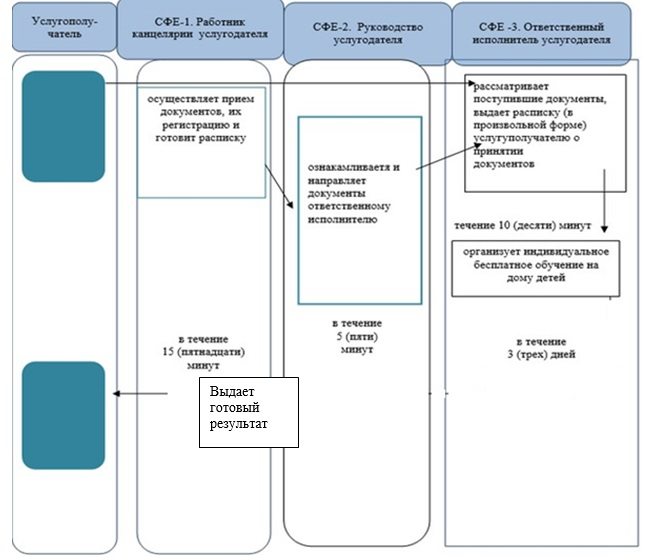 Услугополу-
чатель
СФЕ-1. Работник
канцелярии услугодателя
СФЕ-2. Руководство
услугодателя
СФЕ -3. Ответственный
исполнитель услугодателя
осуществляет прием
документов, их
регистрацию и
готовит расписку
ознакамливаетя и
направляет
документы
ответственному
исполнителю
рассматривает
поступившие документы,
выдает расписку (в
произвольной форме)
услугуполучателю о
принятии
документов
течение 10 (десяти) минут
организует индивидуальное
бесплатное обучение на
дому детей
в течение
15 (пятнадцати)
минут
в течение
5 (пяти)
минут
в течение
3 (трех) дней
Выдает
готовый
результат